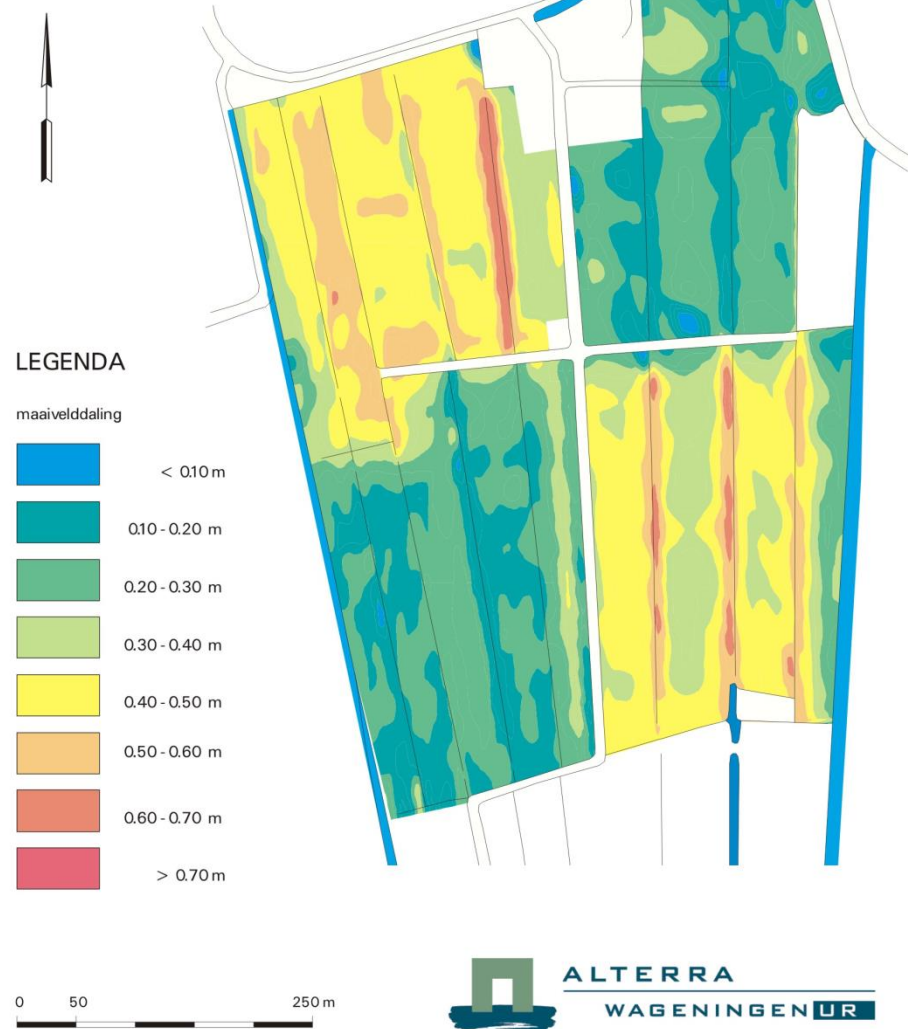 LEGENDA
maaivelddaling
< 0.10 m
0.10 - 0.20 m
0.20 - 0.30 m
0.30 - 0.40 m
0.40 - 0.50 m
0.50 - 0.60 m
0.60 - 0.70 m
> 0.70 m
0 50 250 m
ALTERRA
WAGENINGEN UR